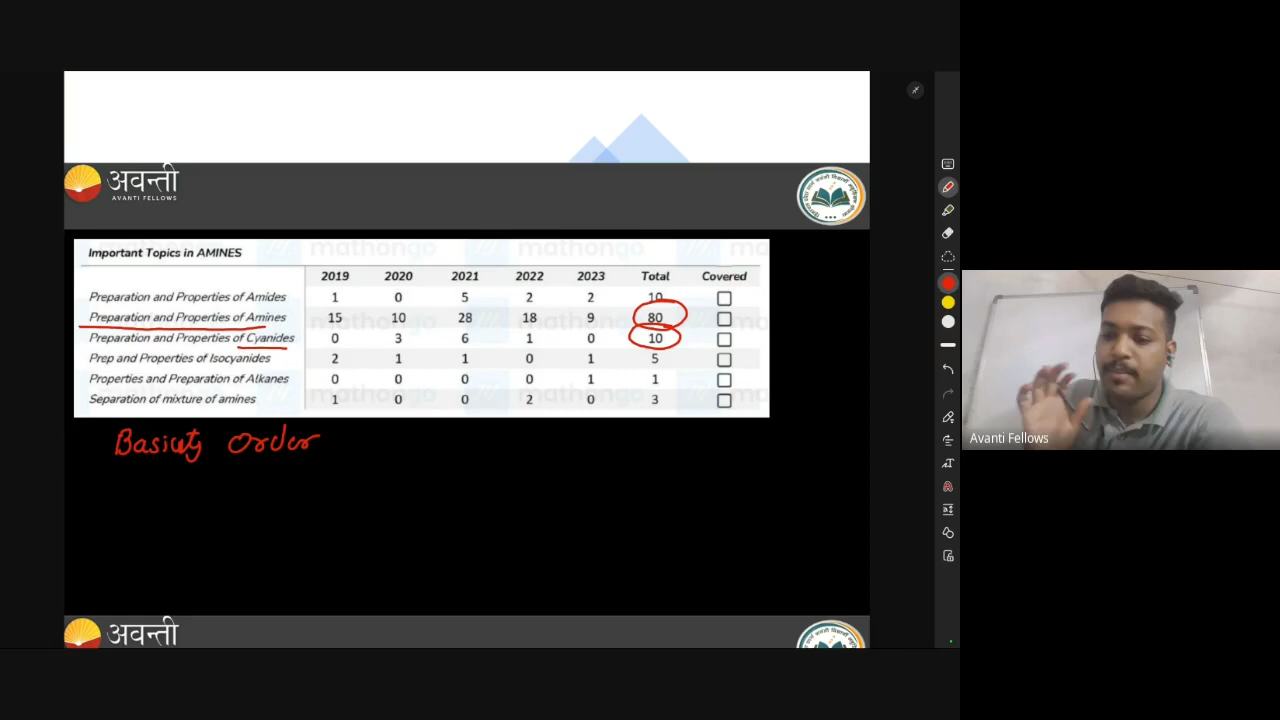 अवन्ती
AVANTI FELLOWS
Important Topics in AMINES
2019 2020 2021 2022 2023 Total Covered
Preparation and Properties of Amides 1 0 5 2 2 10
Preparation and Properties of Amines 15 10 28 18 9 80
Preparation and Properties of Cyanides 0 3 6 1 0 10
Prep and Properties of Isocyanides 2 1 1 0 1 5
Properties and Preparation of Alkanes 0 0 0 0 1 1
Separation of mixture of amines 1 0 0 2 0 3
Basicity order
अवन्ती
Avanti Fellows
mathongo mathongo